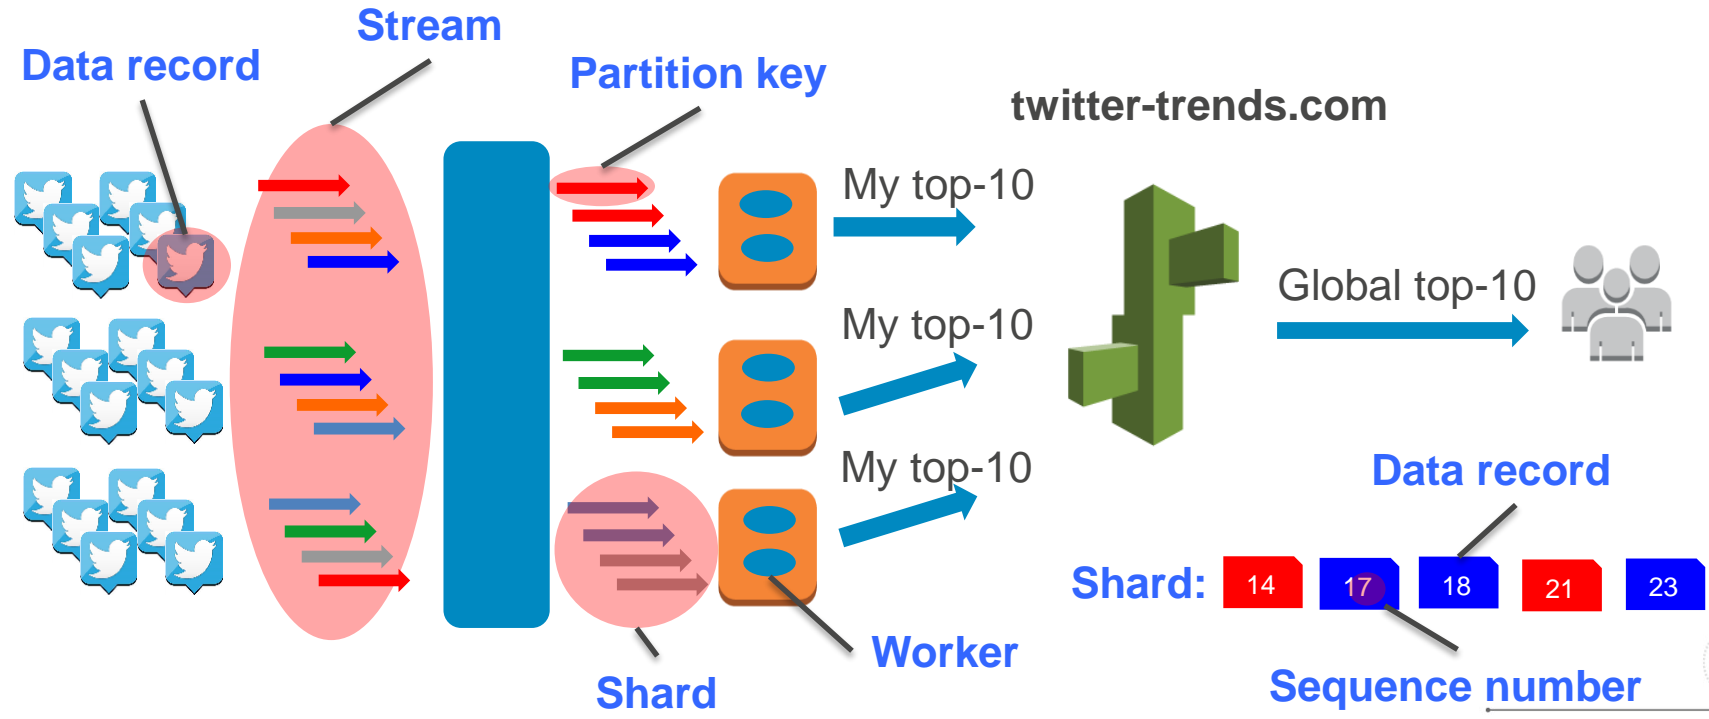 Stream
Data record
Partition key
twitter-trends.com
My top-10
Global top-10
My top-10
My top-10
Data record
Shard: 14 17 18 21 23
Worker
Shard
Sequence number